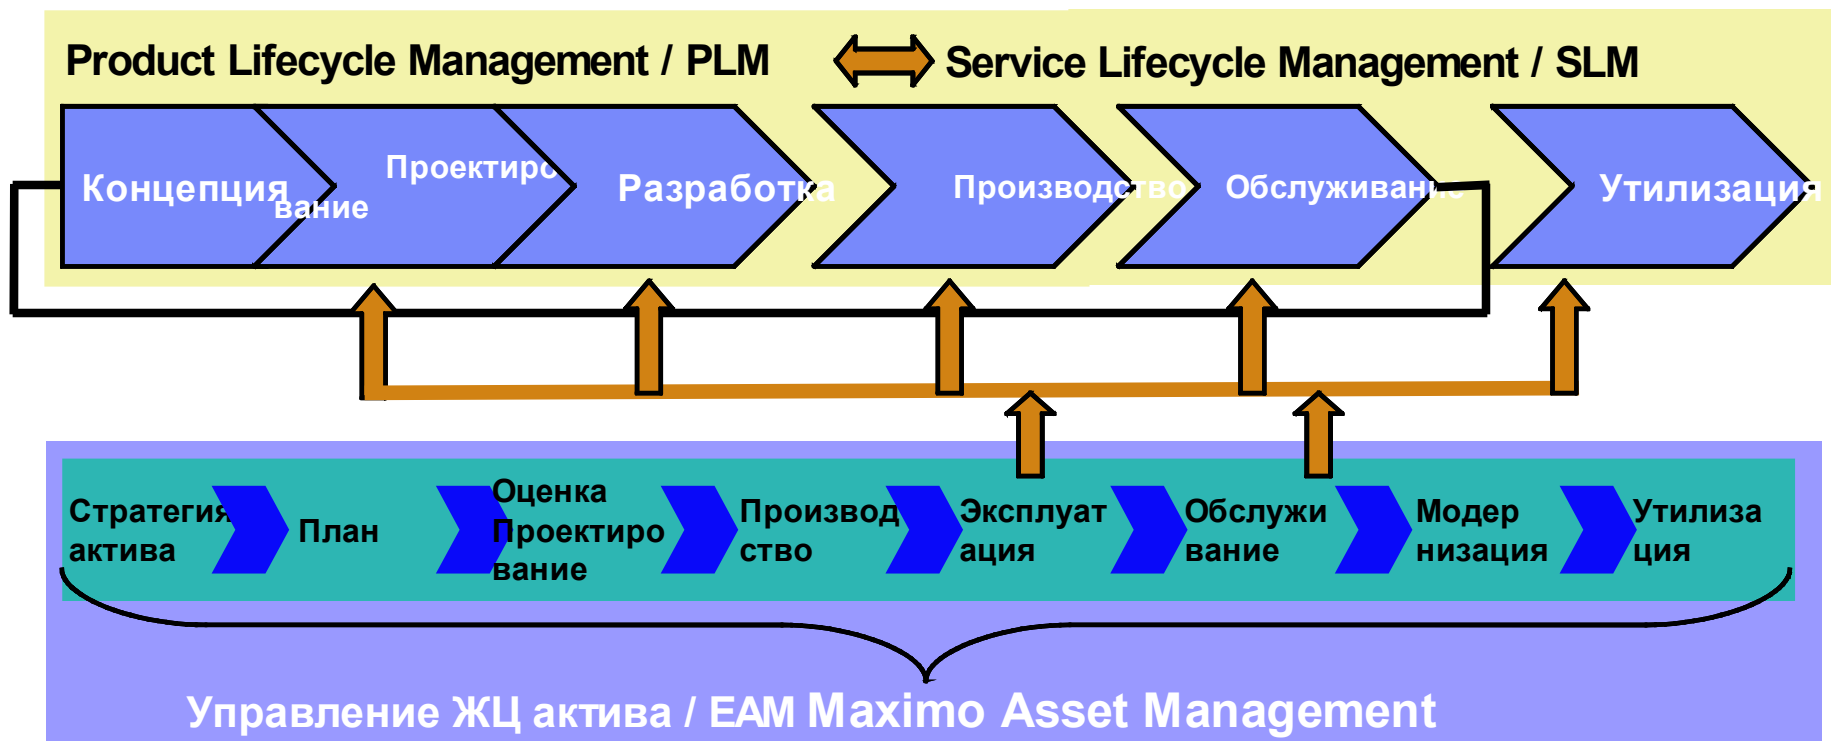 Product Lifecycle Management / PLM
Service Lifecycle Management / SLM
Концепция
Проектиро
вание
Разработка
Производство
Обслуживание
Утилизация
Стратегия
актива
План
Оценка
Проектиро
вание
Производ
ство
Эксплуат
ация
Обслужи
вание
Модер
низация
Утилиза
ция
Управление ЖЦ актива / EAM Maximo Asset Management